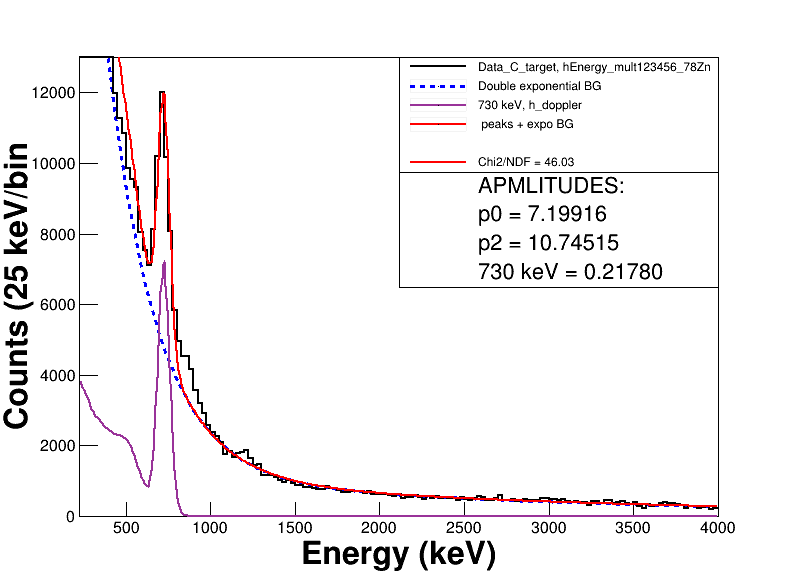 Data_C_target, hEnergy_mult123456_78Zn
Double exponential BG
730 keV, h_doppler
peaks + expo BG
Chi2/NDF = 46.03
APMLITUDES:
p0 = 7.19916
p2 = 10.74515
730 keV = 0.21780
Counts (25 keV/bin
12000
10000
8000
6000
4000
2000
0
500 1000 1500 2000 2500 3000 3500 4000
Energy (keV)